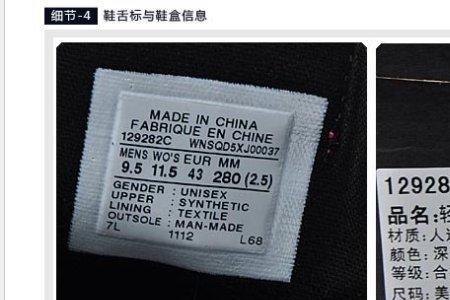 细节-4 鞋舌标与鞋盒信息
MADE IN CHINA
FABRIQUE EN CHINE
129282C WNSQD5XJ00037
MENS WO'S EUR MM
9.5 11.5 43 280 (2.5)
GENDER : UNISEX
UPPER : SYNTHETIC
LINING : TEXTILE
OUTSOLE : MAN-MADE
7L 1112 L68
12928
品名:轻
材质:人
颜色:深
等级:合
尺码:美